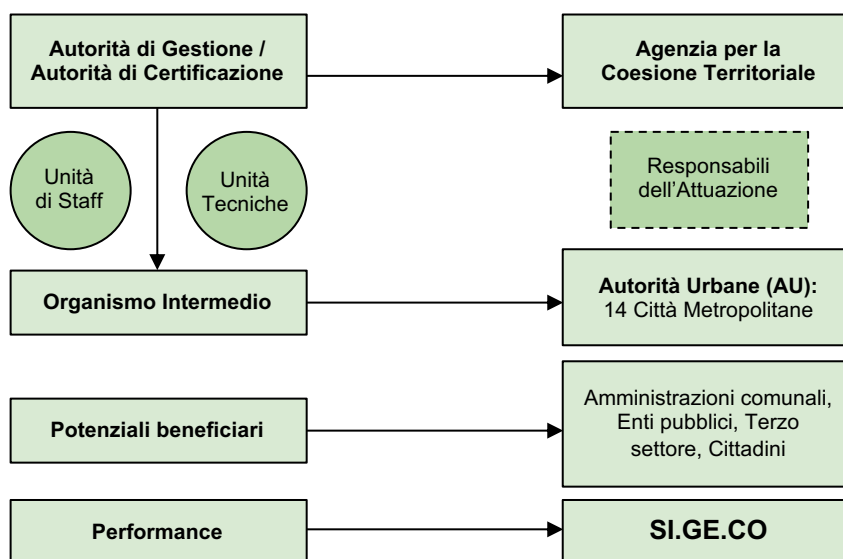 Autorità di Gestione /
Autorità di Certificazione
Agenzia per la
Coesione Territoriale
Unità
di Staff
Unità
Tecniche
Responsabili
dell’Attuazione
Organismo Intermedio
Autorità Urbane (AU):
14 Città Metropolitane
Potenziali beneficiari
Amministrazioni comunali,
Enti pubblici, Terzo
settore, Cittadini
Performance
SI.GE.CO